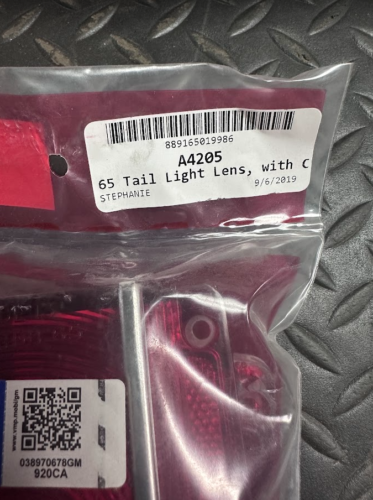 889165019986
A4205
65 Tail Light Lens, with C
STEPHANIE 9/6/2019
038970678GM
920CA